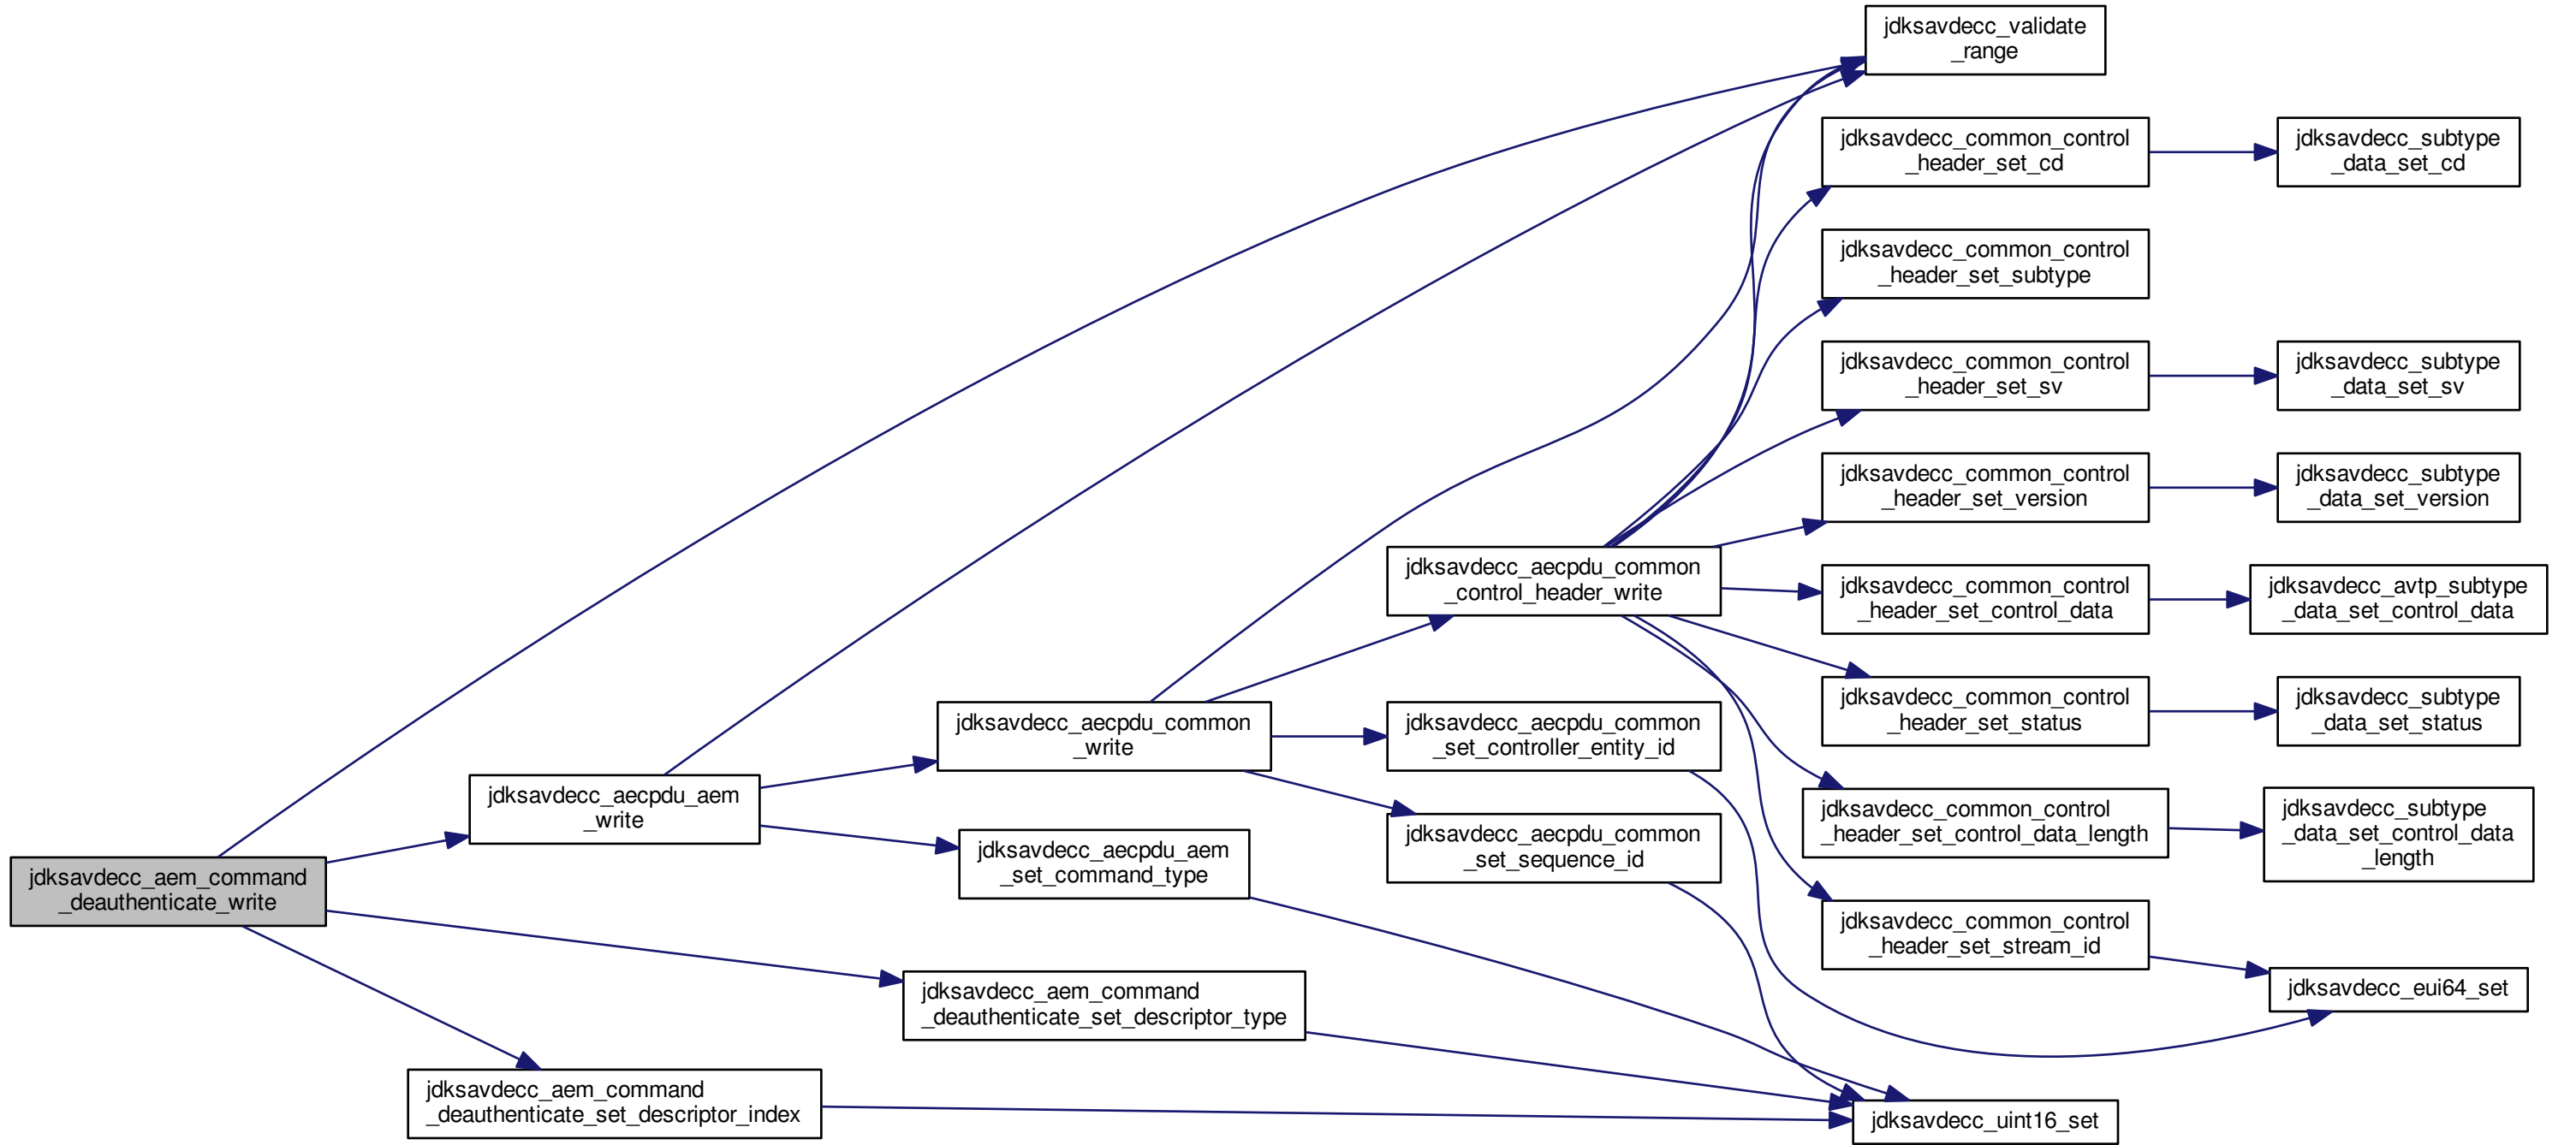 jdksavdecc_validate
_range
jdksavdecc_common_control
_header_set_cd
jdksavdecc_subtype
_data_set_cd
jdksavdecc_common_control
_header_set_subtype
jdksavdecc_common_control
_header_set_sv
jdksavdecc_subtype
_data_set_sv
jdksavdecc_common_control
_header_set_version
jdksavdecc_subtype
_data_set_version
jdksavdecc_aecpdu_common
_control_header_write
jdksavdecc_common_control
_header_set_control_data
jdksavdecc_avtp_subtype
_data_set_control_data
jdksavdecc_aecpdu_common
_write
jdksavdecc_aecpdu_common
_set_controller_entity_id
jdksavdecc_common_control
_header_set_status
jdksavdecc_subtype
_data_set_status
jdksavdecc_aecpdu_aem
_write
jdksavdecc_aecpdu_aem
_set_command_type
jdksavdecc_aecpdu_common
_set_sequence_id
jdksavdecc_common_control
_header_set_control_data_length
jdksavdecc_subtype
_data_set_control_data
_length
jdksavdecc_aem_command
_deauthenticate_write
jdksavdecc_common_control
_header_set_stream_id
jdksavdecc_eui64_set
jdksavdecc_aem_command
_deauthenticate_set_descriptor_type
jdksavdecc_aem_command
_deauthenticate_set_descriptor_index
jdksavdecc_uint16_set